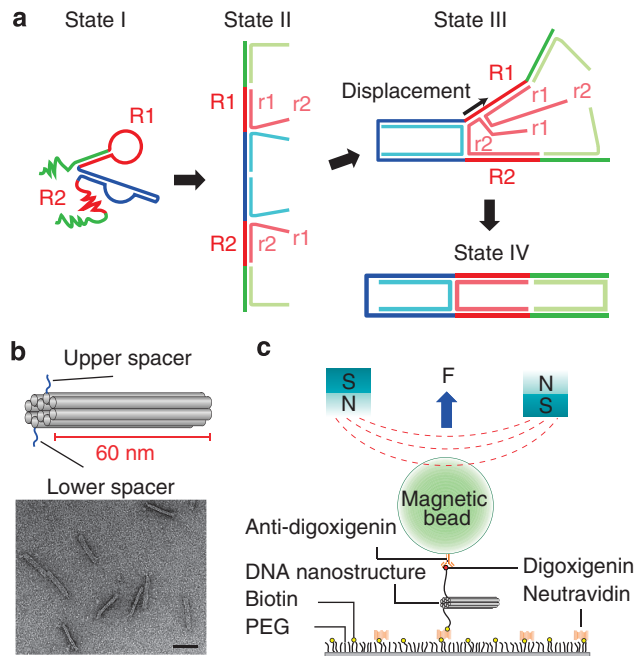 a
State I
State II
State III
R1
R2
R1
r1
r2
R2
r2
r1
Displacement
R1
r1
r2
r1
r2
R2
State IV
b
Upper spacer
60 nm
Lower spacer
c
S
N
F
N
S
Magnetic
bead
Anti-digoxigenin
DNA nanostructure
Biotin
PEG
Digoxigenin
Neutravidin